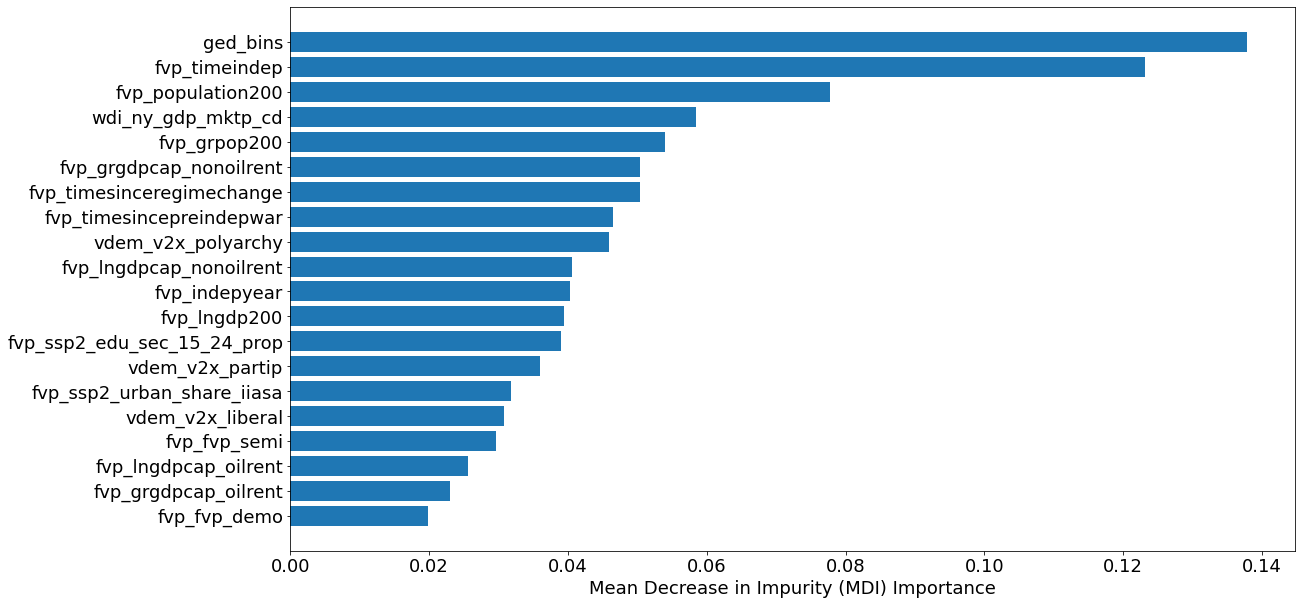 ged_bins
fvp_timeindep
fvp_population200
wdi_ny_gdp_mktp_cd
fvp_grpop200
fvp_grgdpcap_nonoilrent
fvp_timesinceregimechange
fvp_timesincepreindepwar
vdem_v2x_polyarchy
fvp_lngdpcap_nonoilrent
fvp_indepyear
fvp_lngdp200
fvp_ssp2_edu_sec_15_24_prop
vdem_v2x_partip
fvp_ssp2_urban_share_iiasa
vdem_v2x_liberal
fvp_fvp_semi
fvp_lngdpcap_oilrent
fvp_grgdpcap_oilrent
fvp_fvp_demo
0.00 0.02 0.04 0.06 0.08 0.10 0.12 0.14
Mean Decrease in Impurity (MDI) Importance